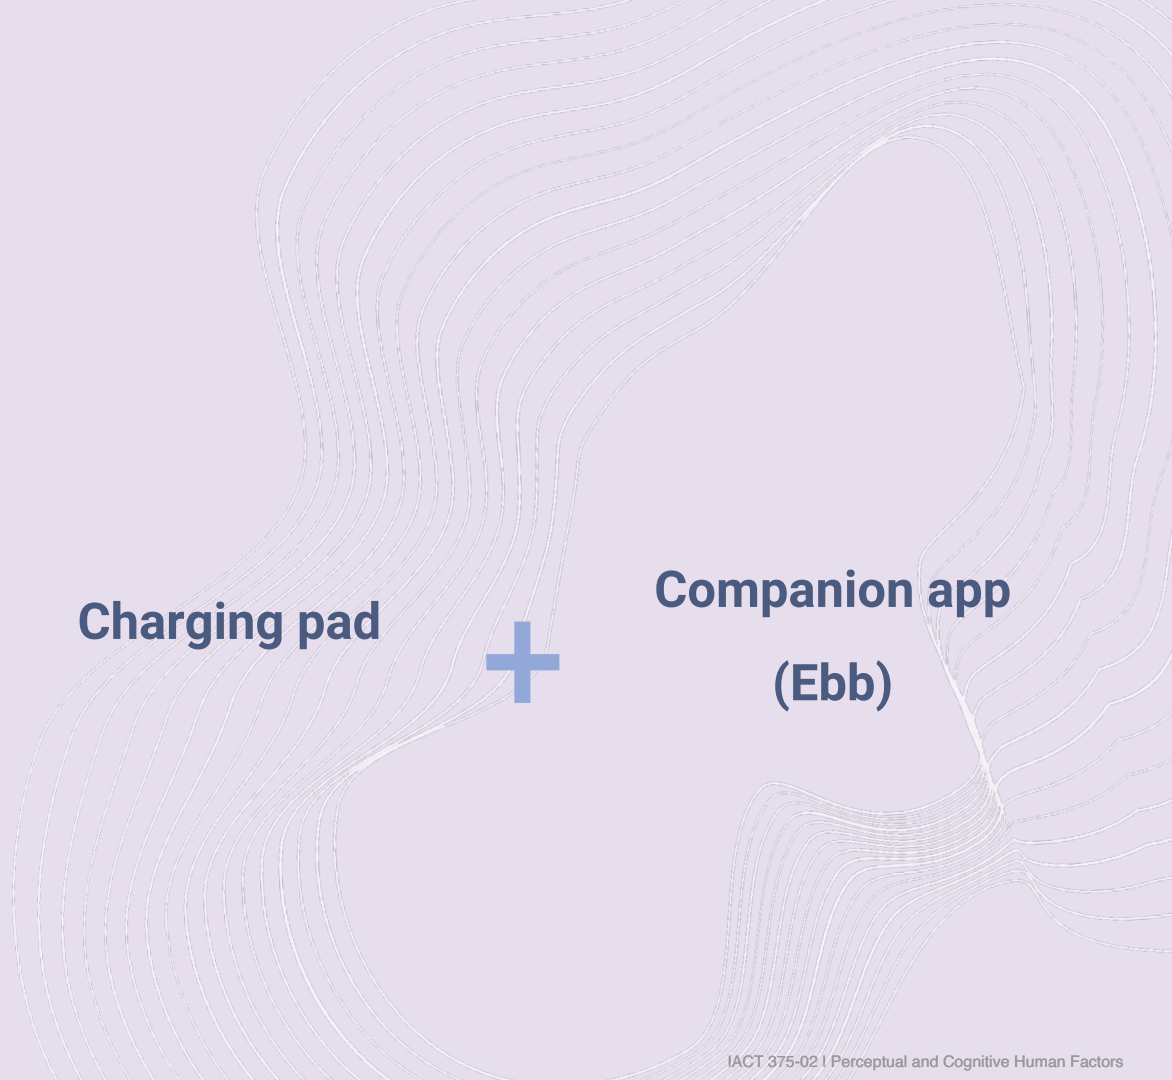 Charging pad
+
Companion app
(Ebb)
IACT 375-02 I Perceptual and Cognitive Human Factors